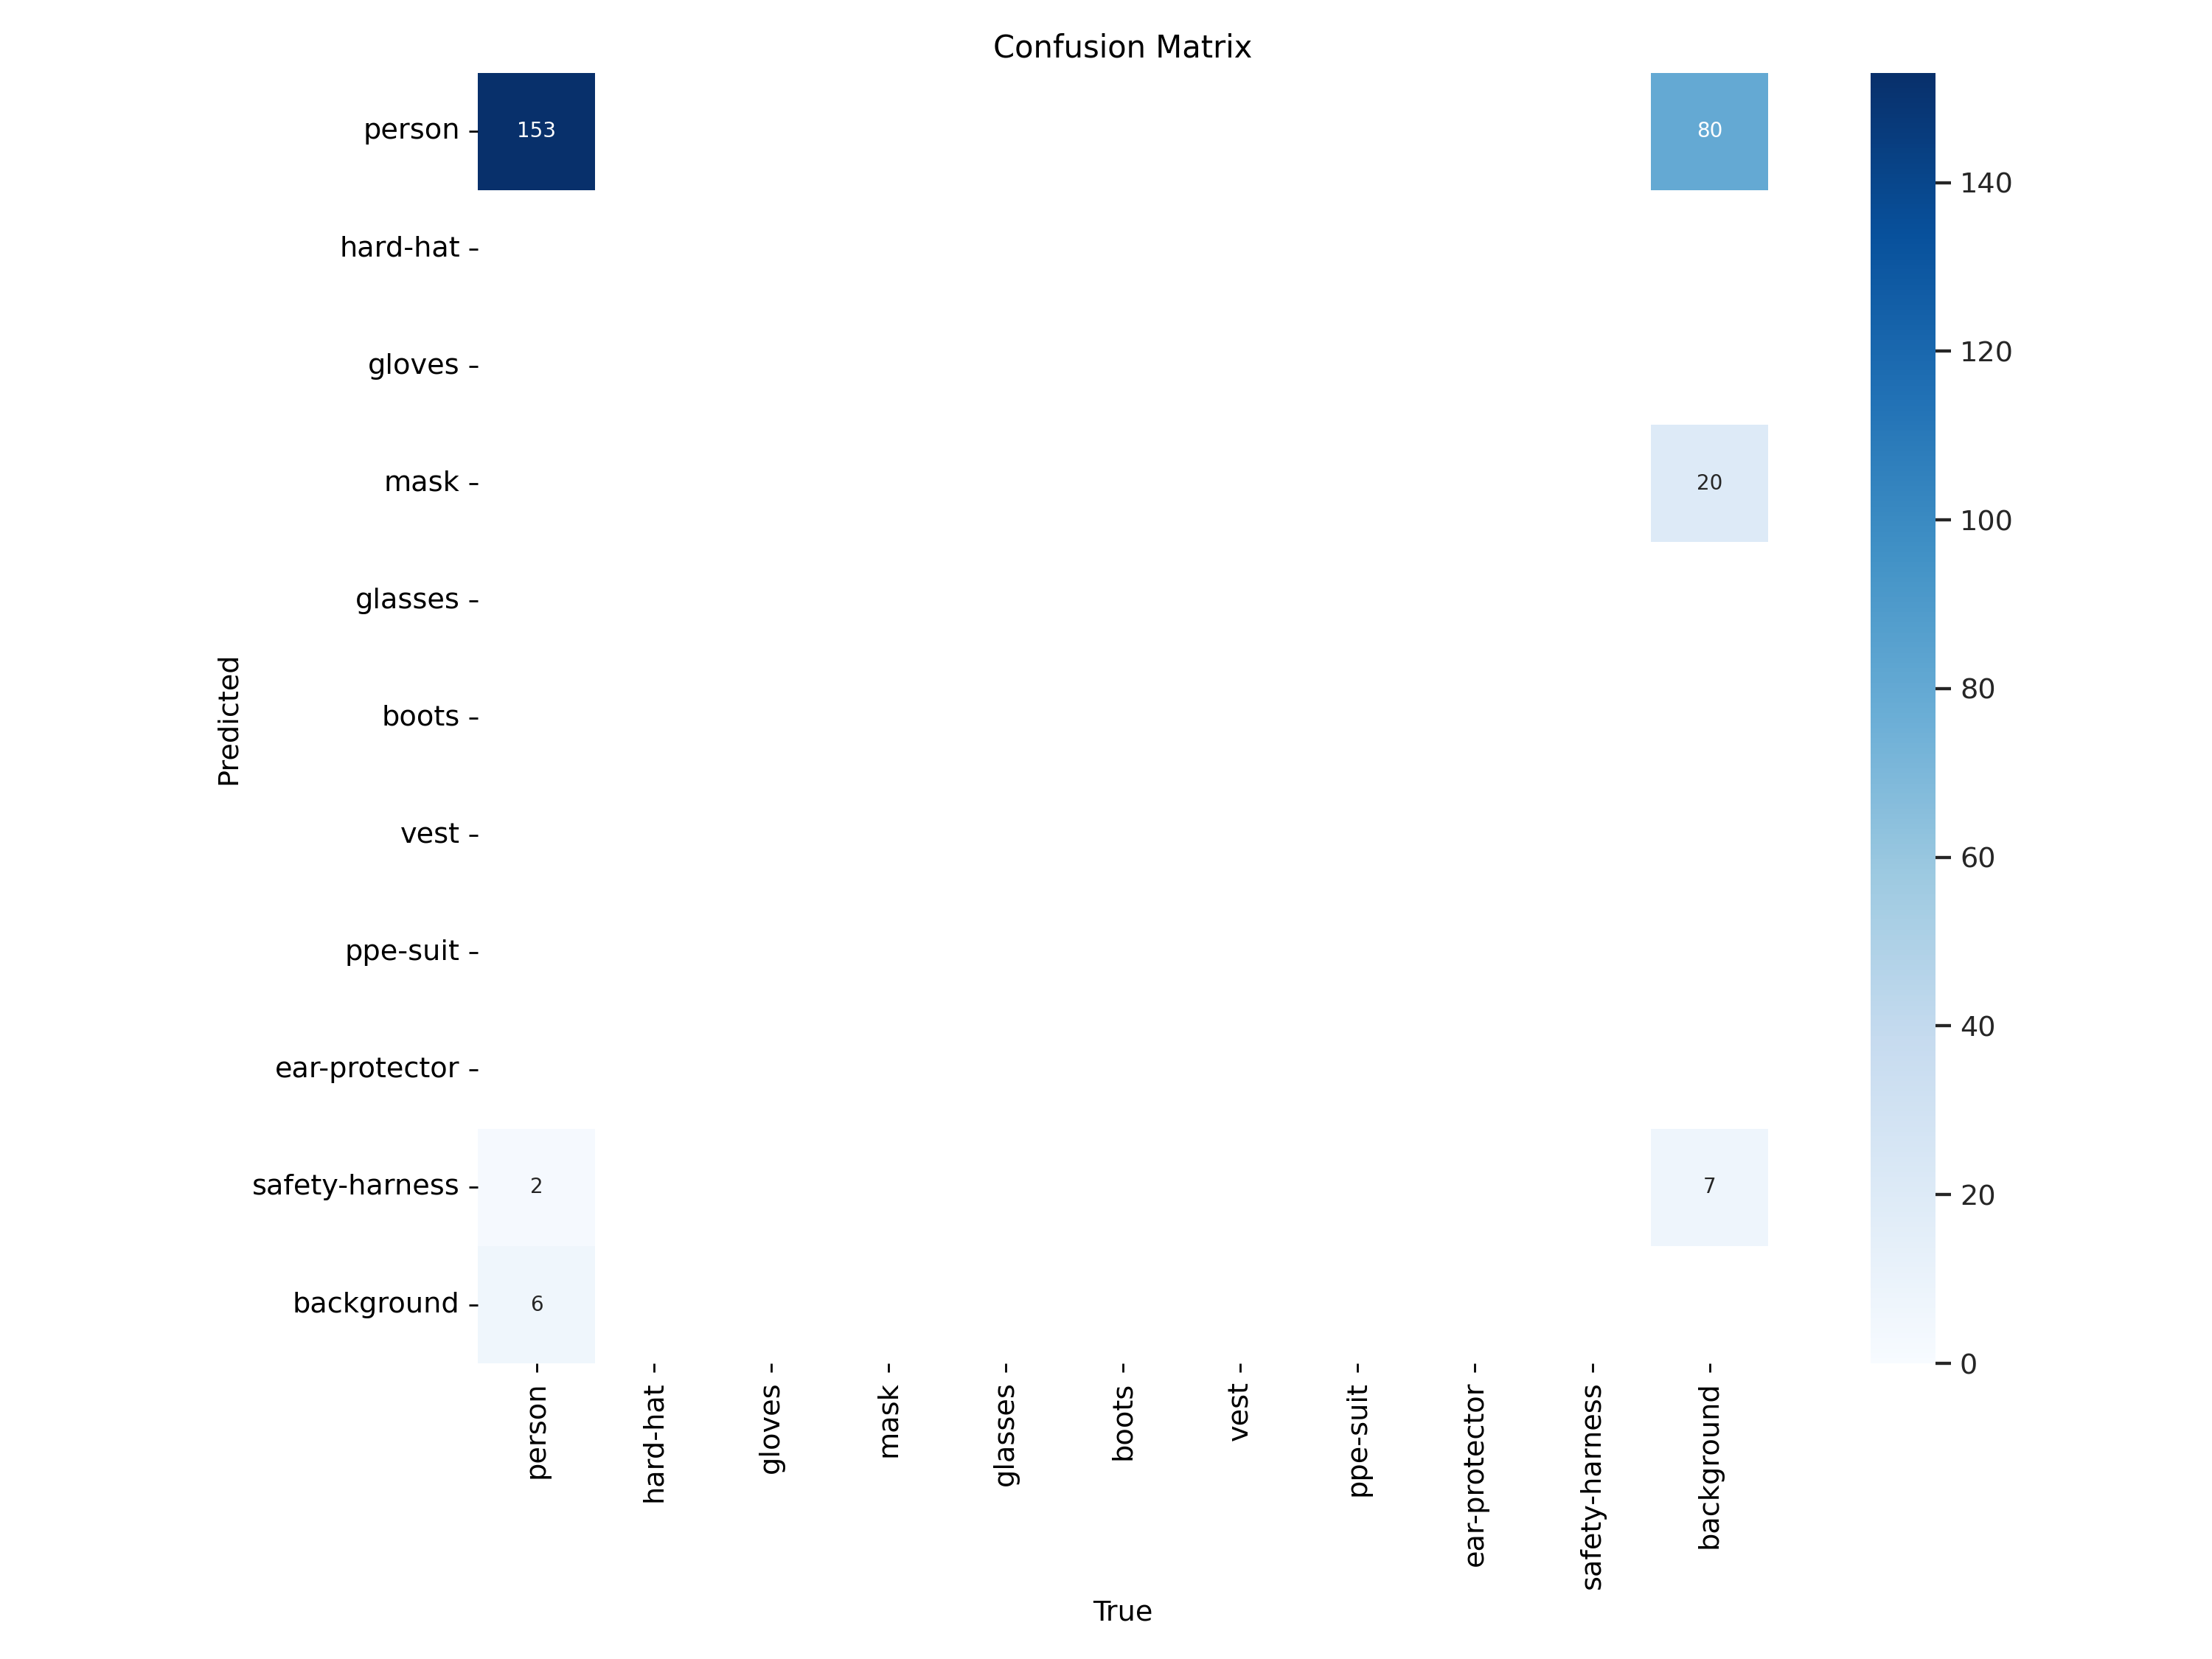 Confusion Matrix
person
153
80
140
hard-hat
120
gloves
mask
20
100
glasses
Predicted
boots
80
vest
60
ppe-suit
40
ear-protector
safety-harness
2
7
20
background
6
0
person
hard-hat
gloves
mask
glasses
boots
vest
ppe-suit
ear-protector
safety-harness
background
True